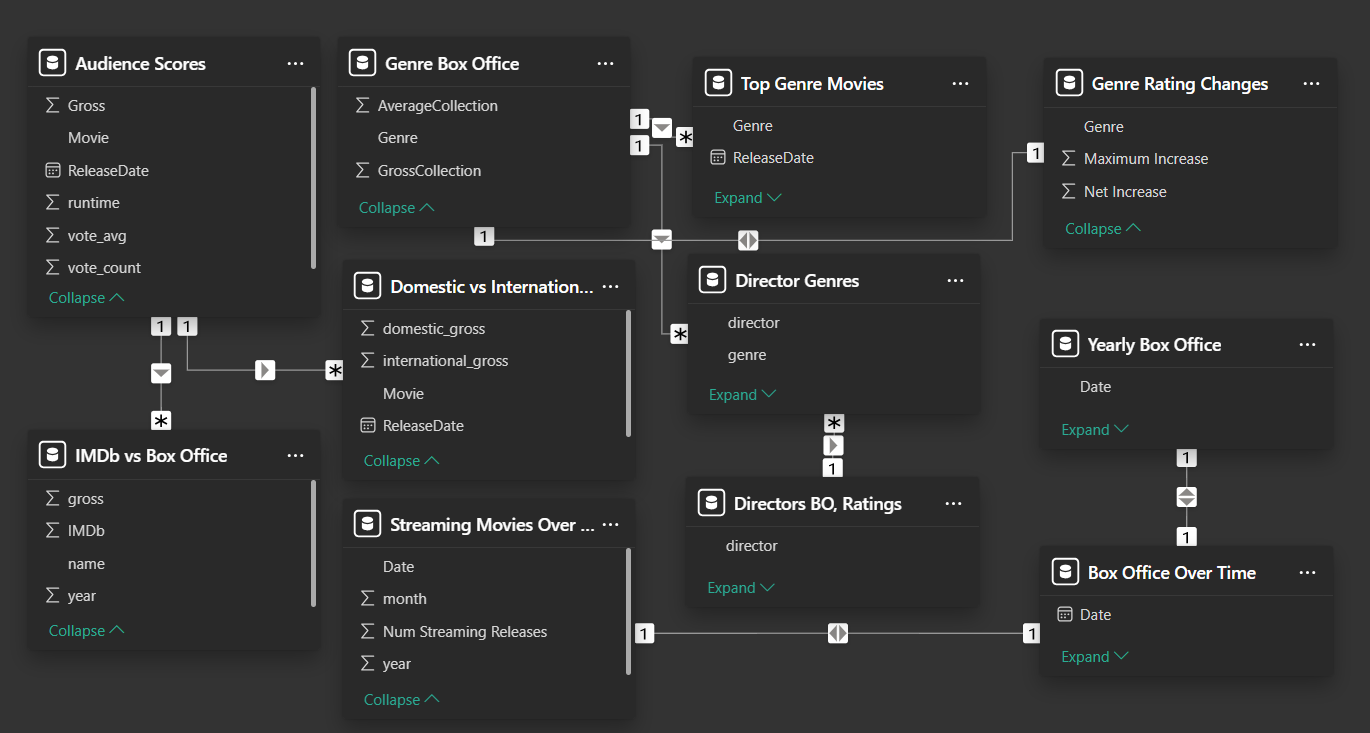 Audience Scores
Gross
Movie
ReleaseDate
runtime
vote_avg
vote_count
Collapse
1
1
*
*
IMDb vs Box Office
gross
IMDb
name
year
Collapse
Genre Box Office
AverageCollection
Genre
GrossCollection
Collapse
1
1
1
*
*
1
Domestic vs Internation...
domestic_gross
international_gross
Movie
ReleaseDate
Collapse
Streaming Movies Over ...
Date
month
Num Streaming Releases
year
Collapse
1
1
Top Genre Movies
Genre
ReleaseDate
Expand
Director Genres
director
genre
Expand
*
1
Directors BO, Ratings
director
Expand
Genre Rating Changes
Genre
Maximum Increase
Net Increase
Collapse
Yearly Box Office
Date
Expand
1
1
Box Office Over Time
Date
Expand